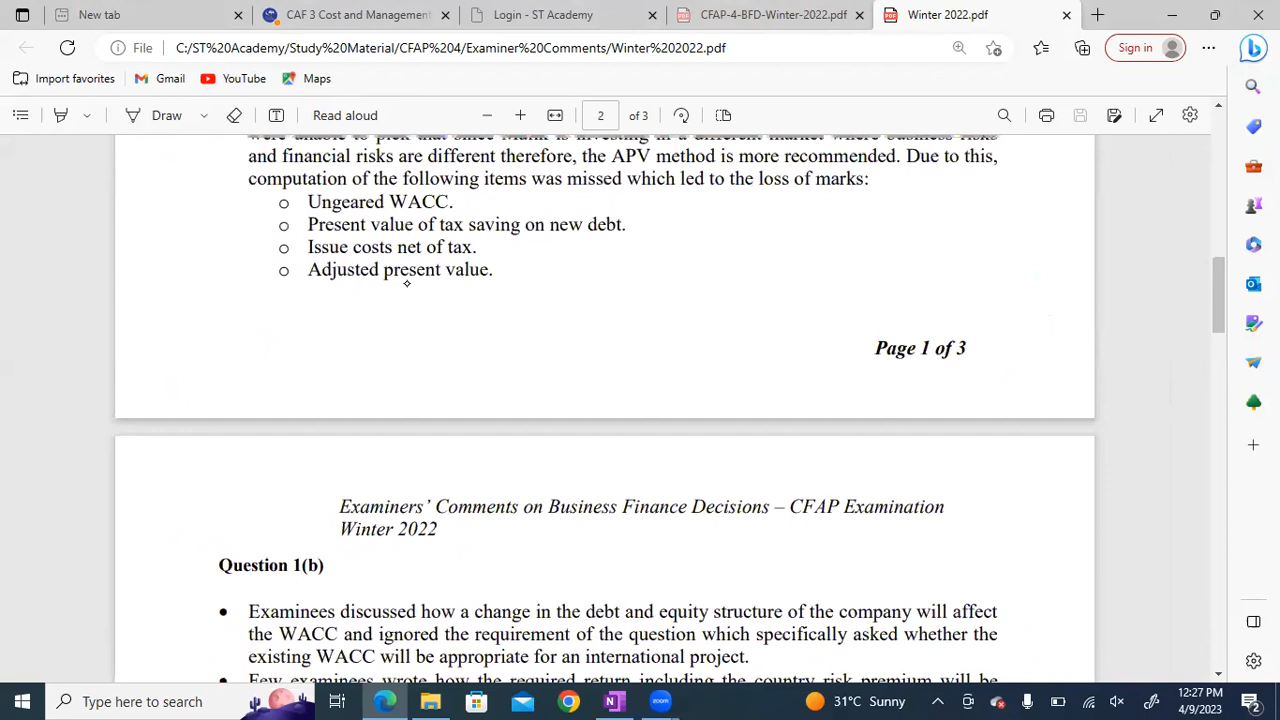 New tab
CAF 3 Cost and Management
Login - ST Academy
CFAP-4-BFD-Winter-2022.pdf
Winter 2022.pdf
File
C:/ST%20Academy/Study%20Material/CFAP%204/Examiner%20Comments/Winter%202022.pdf
Sign in
Import favorites
Gmail
YouTube
Maps
Draw
Read aloud
2
of 3
were unable to pick that since
is investing in a different market where business risks
and financial risks are different therefore, the APV method is more recommended. Due to this,
computation of the following items was missed which led to the loss of marks:
o Ungeared WACC.
o Present value of tax saving on new debt.
o Issue costs net of tax.
o Adjusted present value.
Page 1 of 3
Examiners' Comments on Business Finance Decisions – CFAP Examination
Winter 2022
Question 1(b)
• Examinees discussed how a change in the debt and equity structure of the company will affect
the WACC and ignored the requirement of the question which specifically asked whether the
existing WACC will be appropriate for an international project.
• Few examinees wrote how the required return including the country risk premium will be
Type here to search
31°C Sunny
12:27 PM
4/9/2023
2